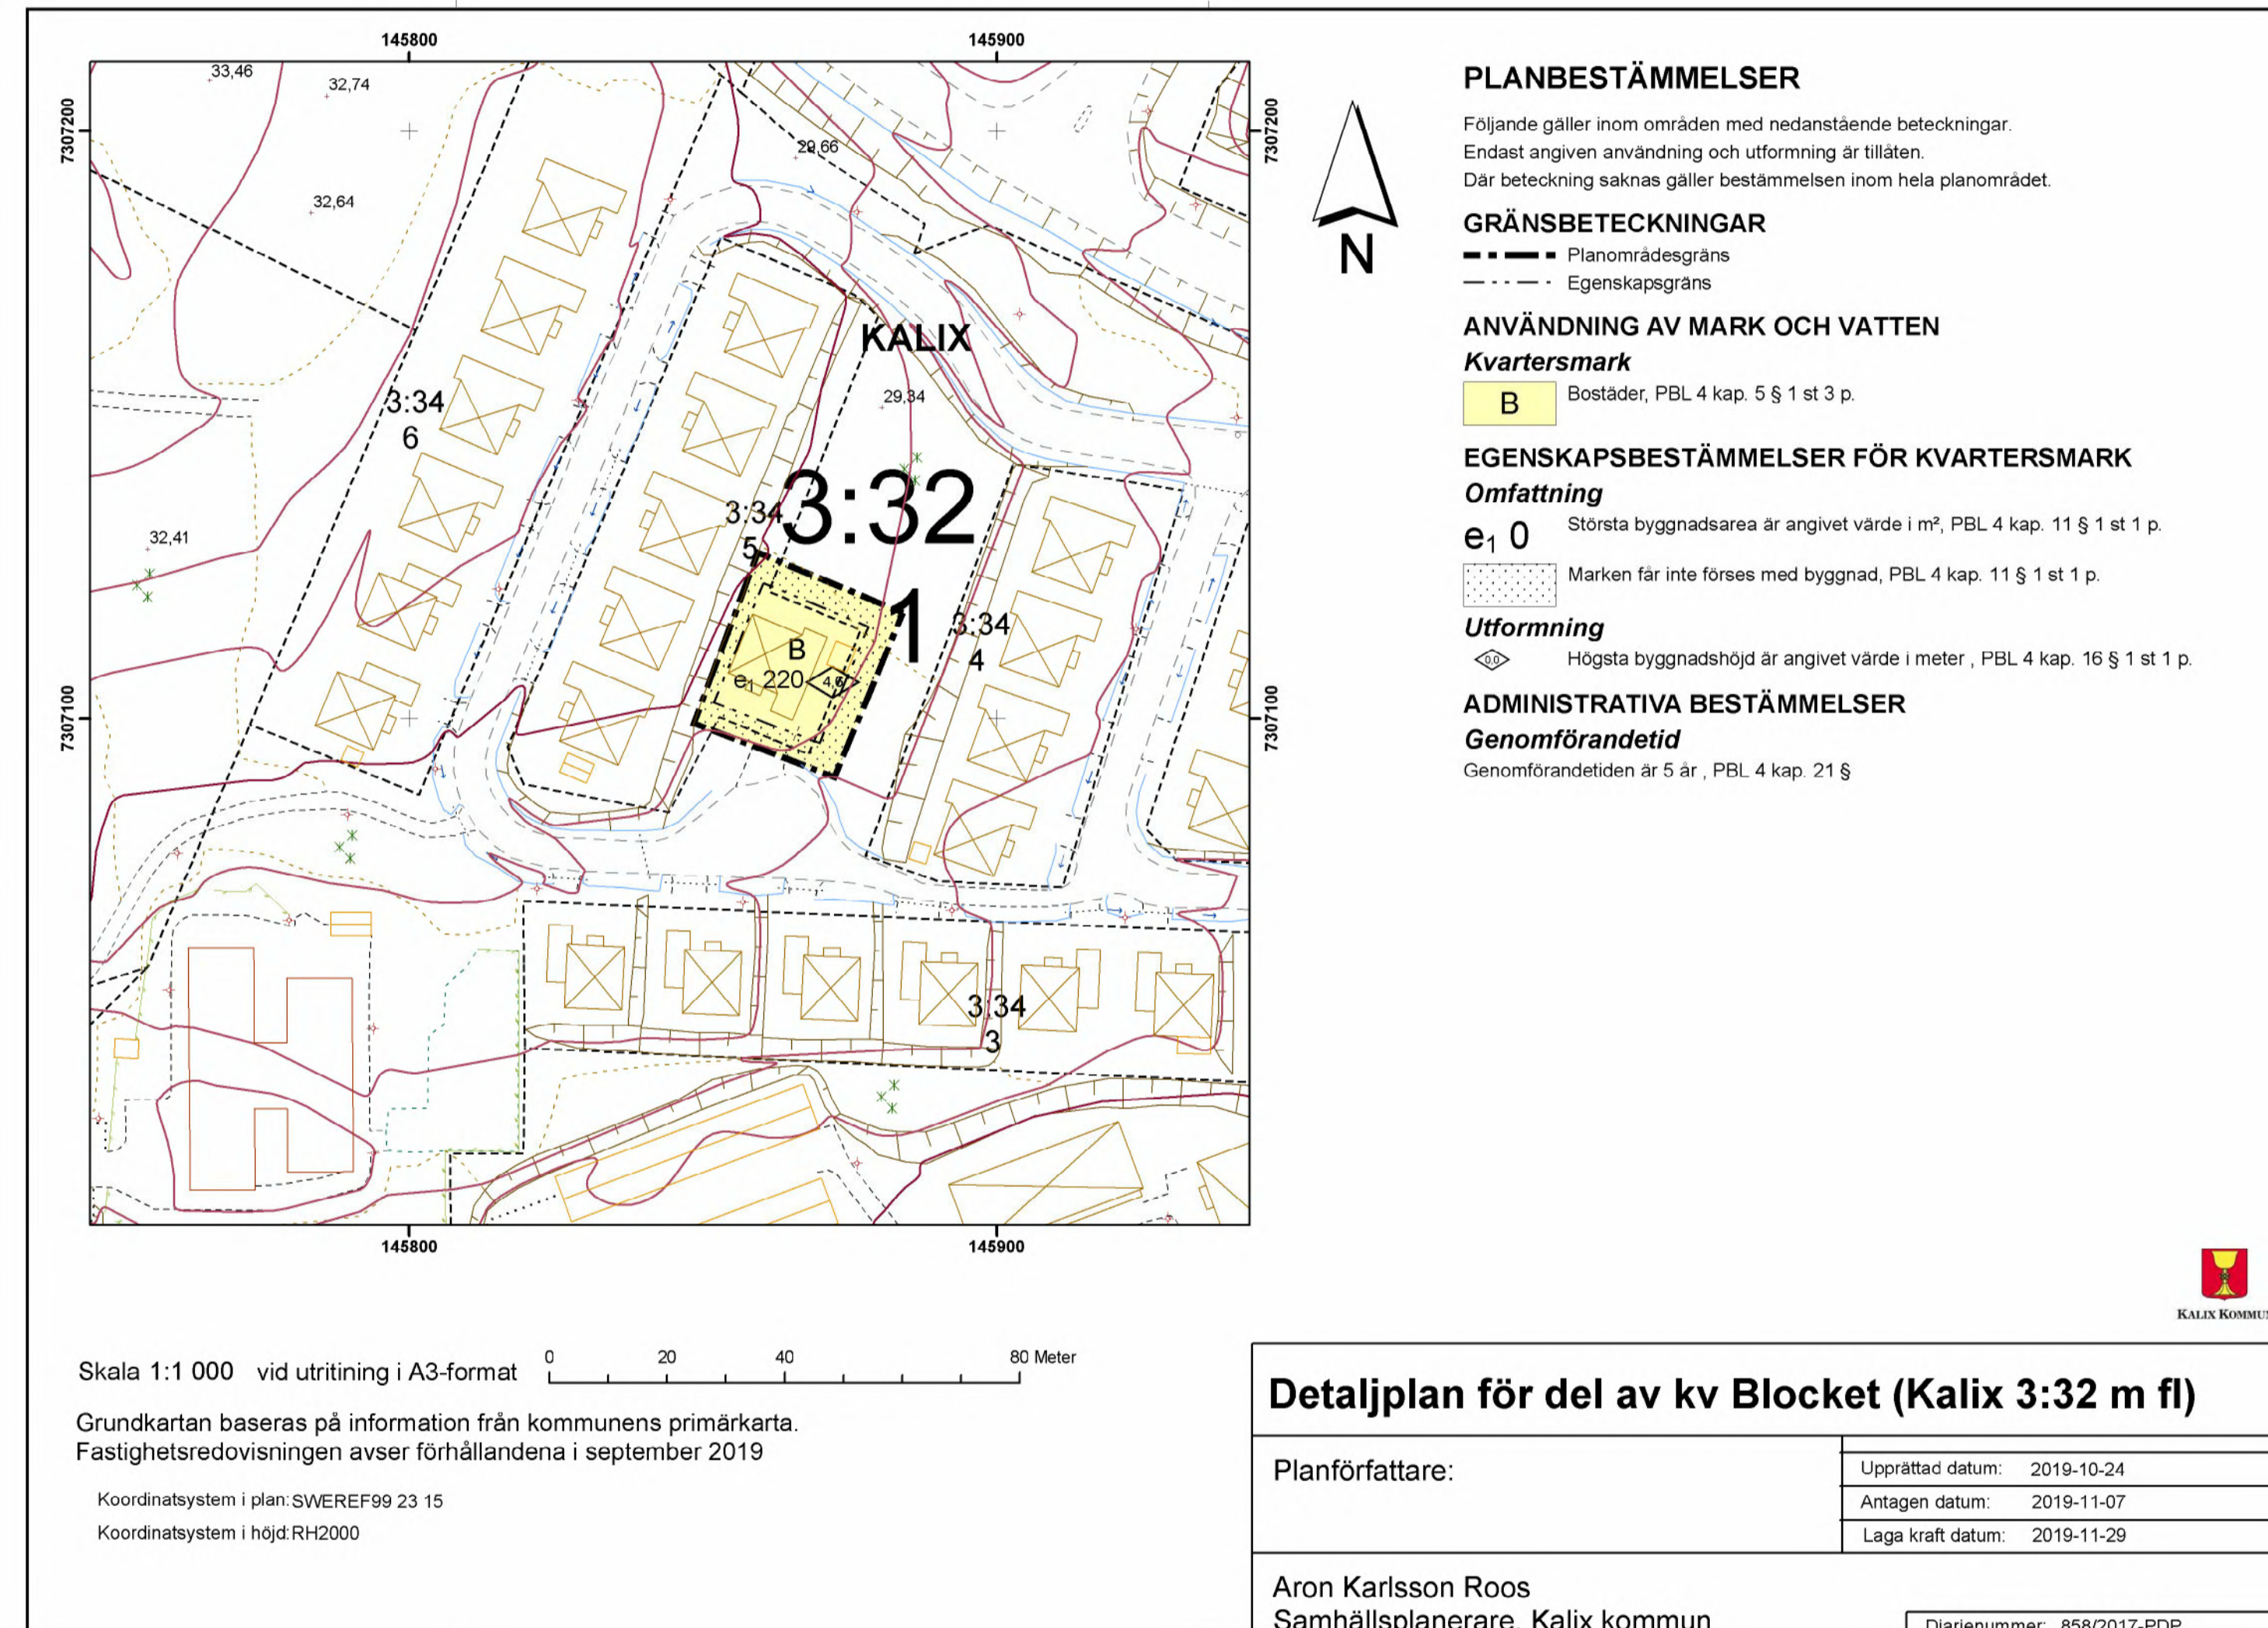 145800
145900
7307200
7307200
33,46
32,74
29,66
32,64
KALIX
29,34
3:34
6
3:34
5
3:32
1
32,41
3:34
4
B
e1 220
7307100
7307100
3:34
3
145800
145900
N
PLANBESTÄMMELSER
Följande gäller inom områden med nedanstående beteckningar.
Endast angiven användning och utformning är tillåten.
Där beteckning saknas gäller bestämmelsen inom hela planområdet.
GRÄNSBETECKNINGAR
Planområdesgräns
Egenskapsgräns
ANVÄNDNING AV MARK OCH VATTEN
Kvartersmark
B Bostäder, PBL 4 kap. 5 § 1 st 3 p.
EGENSKAPSBESTÄMMELSER FÖR KVARTERSMARK
Omfattning
e1 0 Största byggnadsarea är angivet värde i m², PBL 4 kap. 11 § 1 st 1 p.
Marken får inte förses med byggnad, PBL 4 kap. 11 § 1 st 1 p.
Utformning
0,0 Högsta byggnadshöjd är angivet värde i meter , PBL 4 kap. 16 § 1 st 1 p.
ADMINISTRATIVA BESTÄMMELSER
Genomförandetid
Genomförandetiden är 5 år , PBL 4 kap. 21 §
Skala 1:1 000 vid utritining i A3-format
0 20 40 80 Meter
Grundkartan baseras på information från kommunens primärkarta.
Fastighetsredovisningen avser förhållandena i september 2019
Koordinatsystem i plan: SWEREF99 23 15
Koordinatsystem i höjd: RH2000
KALIX
Detaljplan för del av kv Blocket (Kalix 3:32 m fl)
Planförfattare:
Upprättad datum: 2019-10-24
Antagen datum: 2019-11-07
Laga kraft datum: 2019-11-29
Aron Karlsson Roos
Samhällsplanerare, Kalix kommun
Diarienummer: 858/2017-PDP